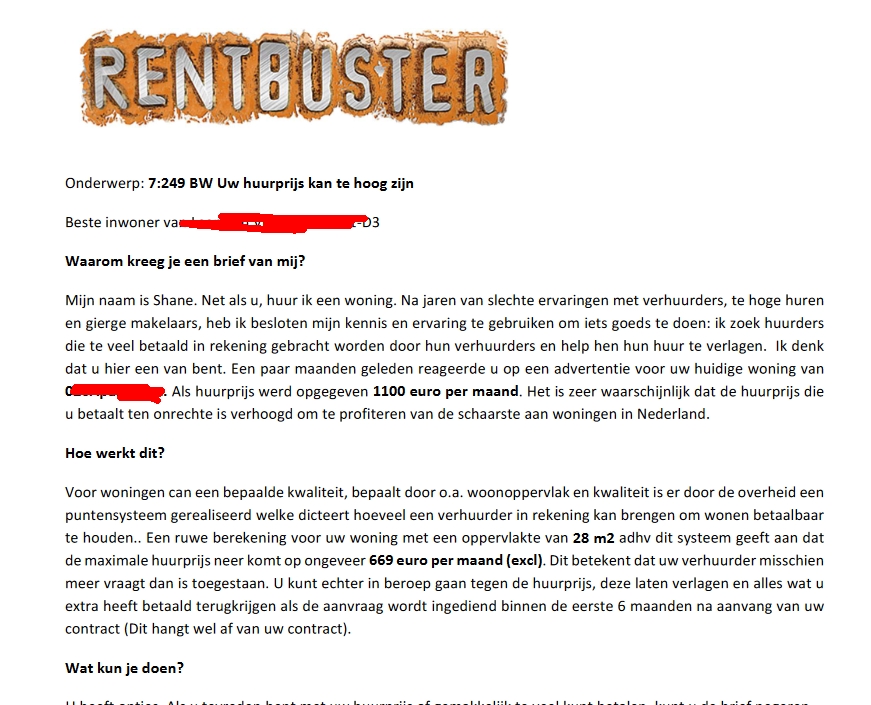 RENTBUSTER
Onderwerp: 7:249 BW Uw huurprijs kan te hoog zijn
Beste inwoner van -D3
Waarom kreeg je een brief van mij?
Mijn naam is Shane. Net als u, huur ik een woning. Na jaren van slechte ervaringen met verhuurders, te hoge huren
en gierge makelaars, heb ik besloten mijn kennis en ervaring te gebruiken om iets goeds te doen: ik zoek huurders
die te veel betaald in rekening gebracht worden door hun verhuurders en help hen hun huur te verlagen. Ik denk
dat u hier een van bent. Een paar maanden geleden reageerde u op een advertentie voor uw huidige woning van
. Als huurprijs werd opgegeven 1100 euro per maand. Het is zeer waarschijnlijk dat de huurprijs die
u betaalt ten onrechte is verhoogd om te profiteren van de schaarste aan woningen in Nederland.
Hoe werkt dit?
Voor woningen can een bepaalde kwaliteit, bepaalt door o.a. woonoppervlak en kwaliteit is er door de overheid een
puntensysteem gerealiseerd welke dicteert hoeveel een verhuurder in rekening kan brengen om wonen betaalbaar
te houden.. Een ruwe berekening voor uw woning met een oppervlakte van 28 m2 adhv dit systeem geeft aan dat
de maximale huurprijs neer komt op ongeveer 669 euro per maand (excl). Dit betekent dat uw verhuurder misschien
meer vraagt dan is toegestaan. U kunt echter in beroep gaan tegen de huurprijs, deze laten verlagen en alles wat u
extra heeft betaald terugkrijgen als de aanvraag wordt ingediend binnen de eerste 6 maanden na aanvang van uw
contract (Dit hangt wel af van uw contract).
Wat kun je doen?